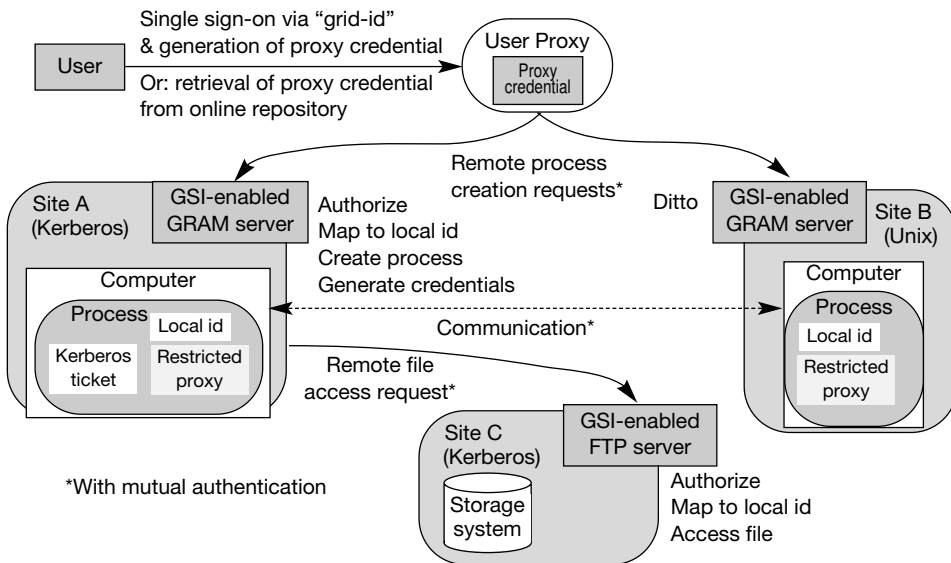 Single sign-on via “grid-id”
& generation of proxy credential
Or: retrieval of proxy credential
from online repository
User
User Proxy
Proxy
credential
Remote process
creation requests*
Site A
(Kerberos)
GSI-enabled
GRAM server
Authorize
Map to local id
Create process
Generate credentials
Ditto
GSI-enabled
GRAM server
Site B
(Unix)
Computer
Process
Local id
Kerberos
ticket
Restricted
proxy
Communication*
Computer
Process
Local id
Restricted
proxy
Remote file
access request*
Site C
(Kerberos)
GSI-enabled
FTP server
Storage
system
Authorize
Map to local id
Access file
*With mutual authentication